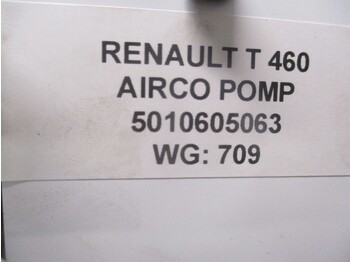 RENAULT T 460
AIRCO POMP
5010605063
WG: 709